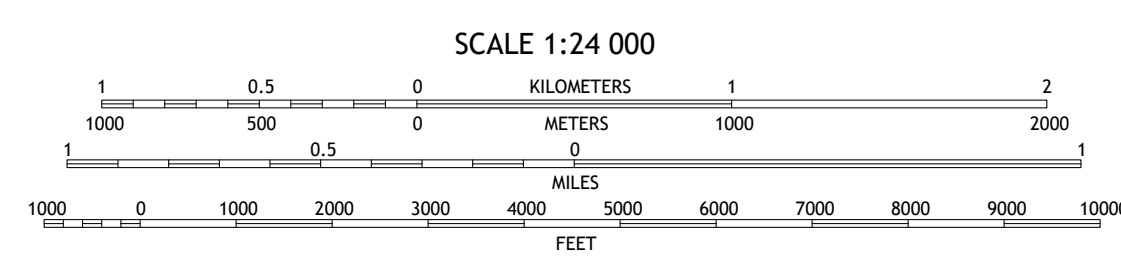 SCALE 1:24 000
1 0.5 0 KILOMETERS 1 2
1000 500 0 METERS 1000 2000
1 0.5 0 1
MILES
1000 0 1000 2000 3000 4000 5000 6000 7000 8000 9000 10000
FEET